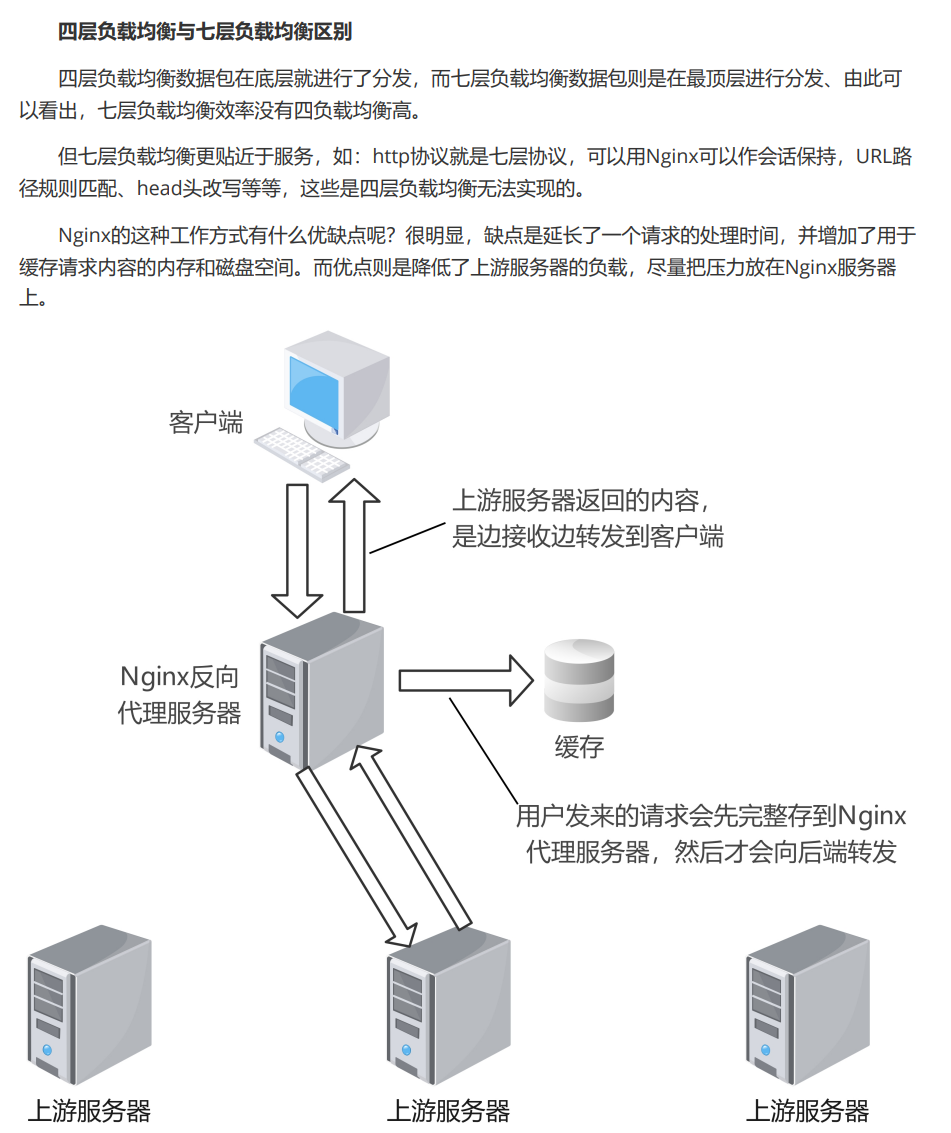 四层负载均衡与七层负载均衡区别
四层负载均衡数据包在底层就进行了分发，而七层负载均衡数据包则是在最顶层进行分发、由此可
以看出，七层负载均衡效率没有四负载均衡高。
但七层负载均衡更贴近于服务，如：http协议就是七层协议，可以用Nginx可以作会话保持，URL路
径规则匹配、head头改写等等，这些是四层负载均衡无法实现的。
Nginx的这种工作方式有什么优缺点呢？很明显，缺点是延长了一个请求的处理时间，并增加了用于
缓存请求内容的内存和磁盘空间。而优点则是降低了上游服务器的负载，尽量把压力放在Nginx服务器
上。
客户端
上游服务器返回的内容，
是边接收边转发到客户端
Nginx反向
代理服务器
缓存
用户发来的请求会先完整存到Nginx
代理服务器，然后才会向后端转发
上游服务器
上游服务器
上游服务器